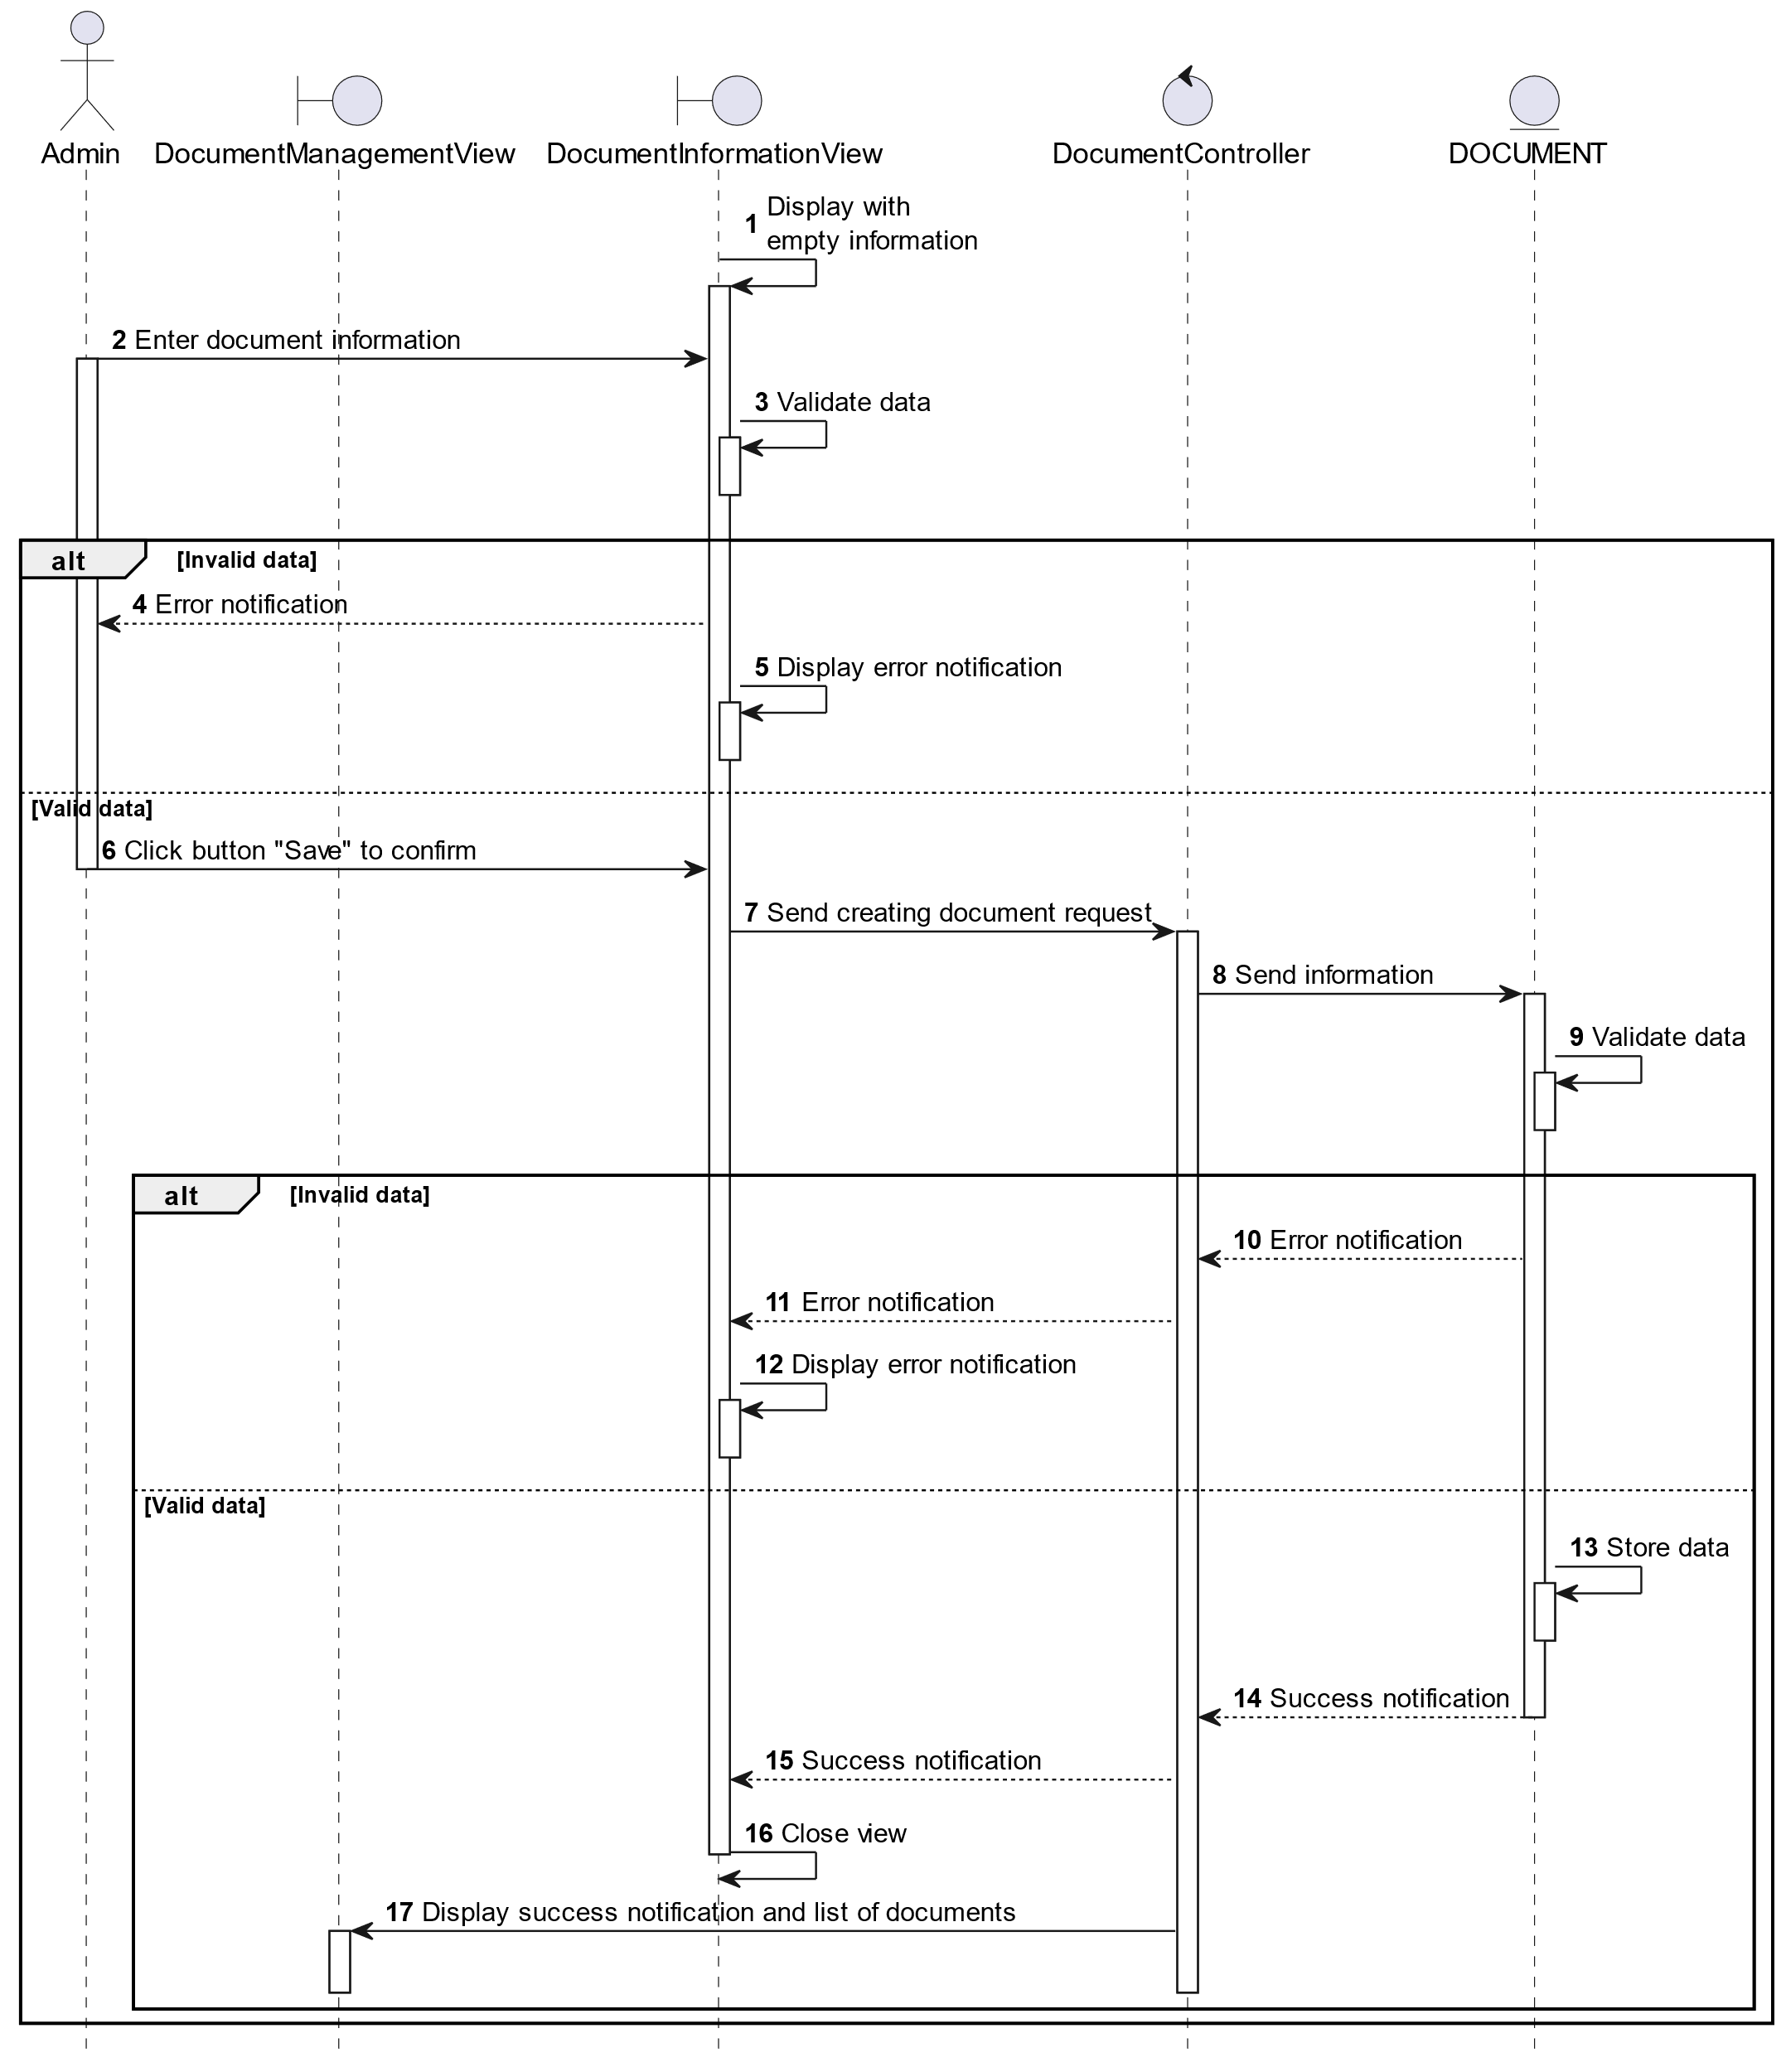 Admin
DocumentManagementView
DocumentInformationView
DocumentController
DOCUMENT
1 Display with
empty information
2 Enter document information
3 Validate data
alt [Invalid data]
4 Error notification
5 Display error notification
[Valid data]
6 Click button "Save" to confirm
7 Send creating document request
8 Send information
9 Validate data
alt [Invalid data]
10 Error notification
11 Error notification
12 Display error notification
[Valid data]
13 Store data
14 Success notification
15 Success notification
16 Close view
17 Display success notification and list of documents